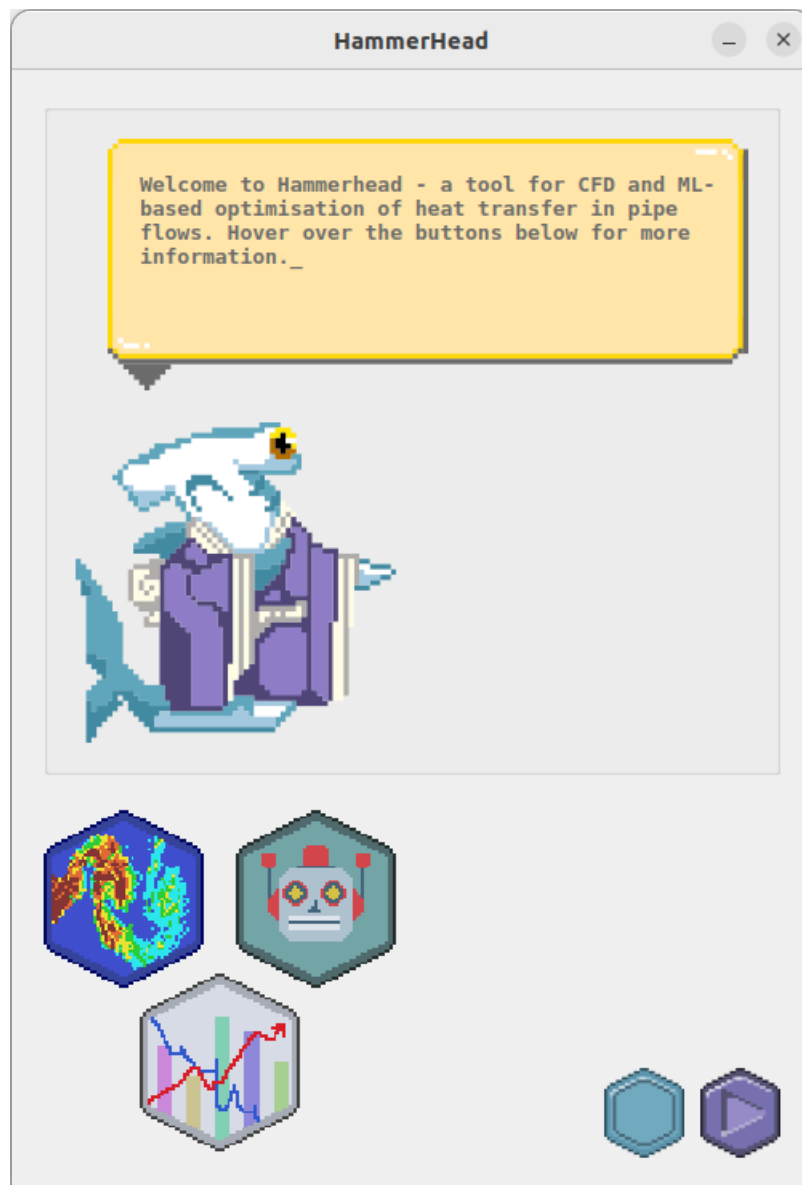 HammerHead
Welcome to Hammerhead - a tool for CFD and ML-
based optimisation of heat transfer in pipe
flows. Hover over the buttons below for more
information._